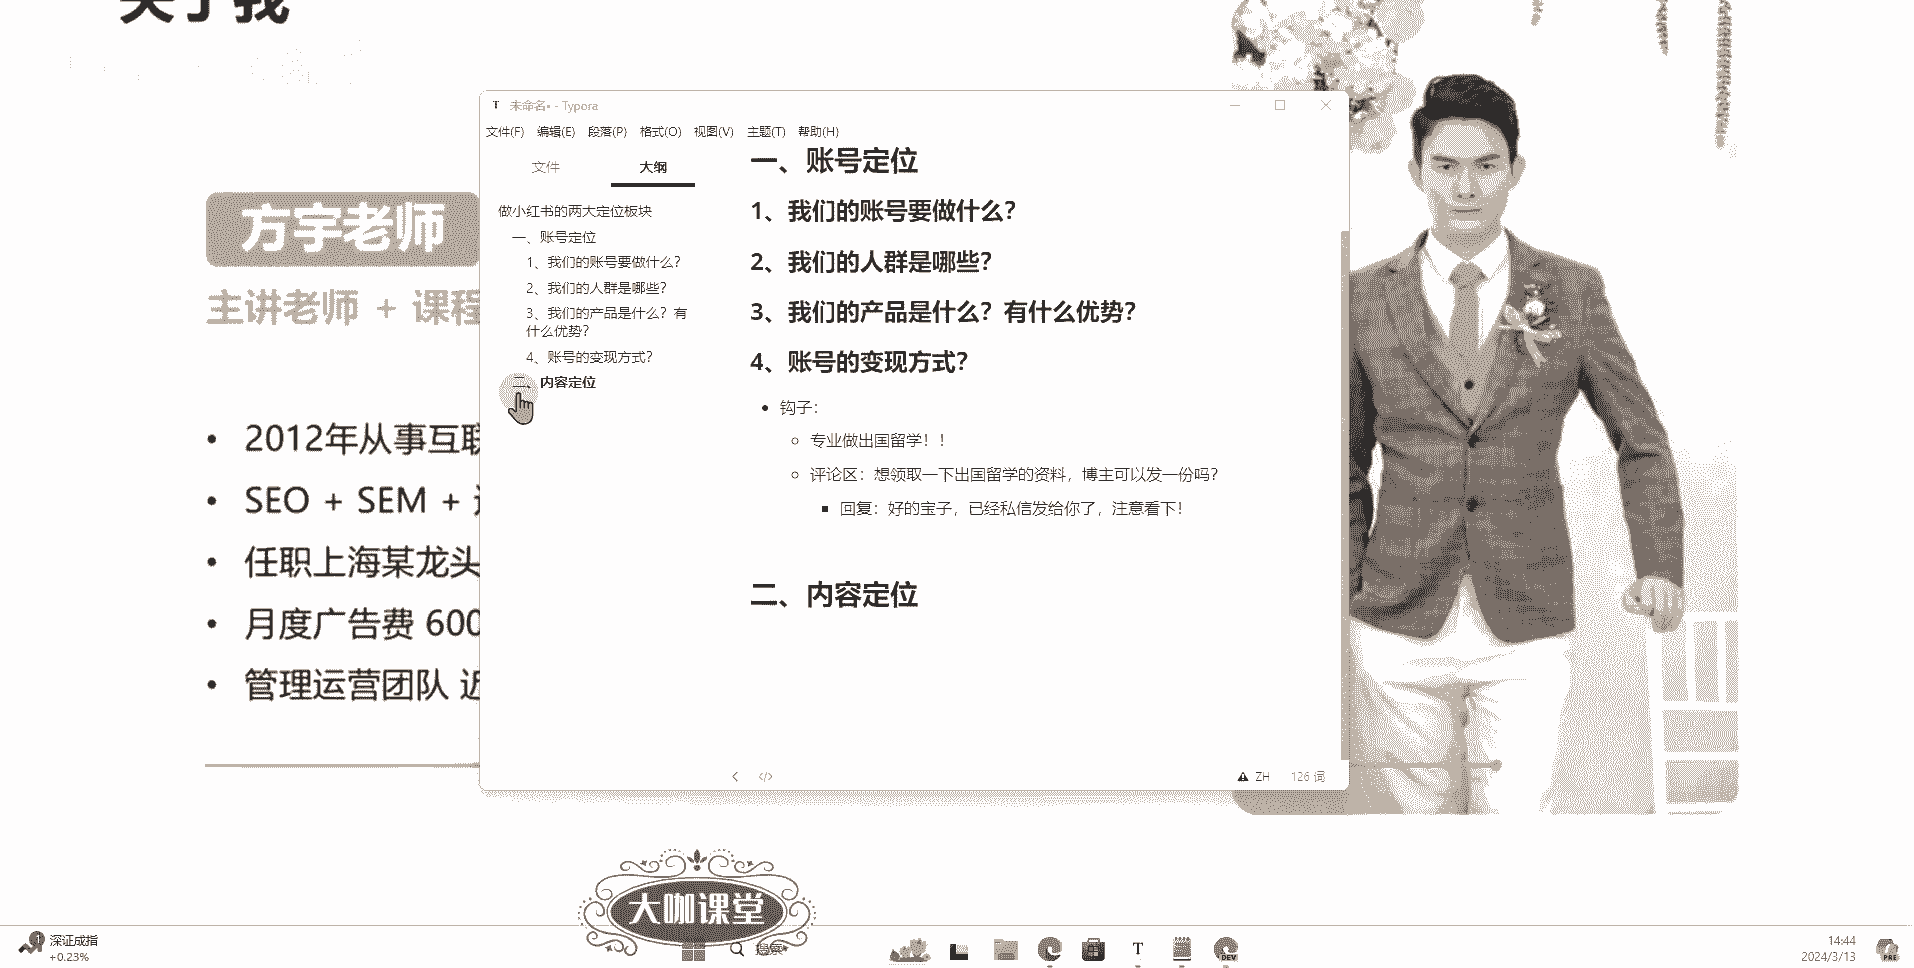 关于我
方宇老师
主讲老师 + 课程
• 2012年从事互联
• SEO + SEM +
• 任职上海某龙头
• 月度广告费 600
• 管理运营团队 近
未命名• - Typora
文件(F) 编辑(E) 段落(P) 格式(O) 视图(V) 主题(T) 帮助(H)
文件 大纲
做小红书的两大定位板块
一、账号定位
1、我们的账号要做什么？
2、我们的人群是哪些？
3、我们的产品是什么？有
什么优势？
4、账号的变现方式？
二、内容定位
一、账号定位
1、我们的账号要做什么？
2、我们的人群是哪些？
3、我们的产品是什么？有什么优势？
4、账号的变现方式？
• 钩子：
专业做出国留学！！
评论区：想领取一下出国留学的资料，博主可以发一份吗？
回复：好的宝子，已经私信发给你了，注意看下！
二、内容定位
ZH 126 词
大咖课堂
1
深证成指
+0.23%
搜索
T
DEV
14:44
2024/3/13
PRE